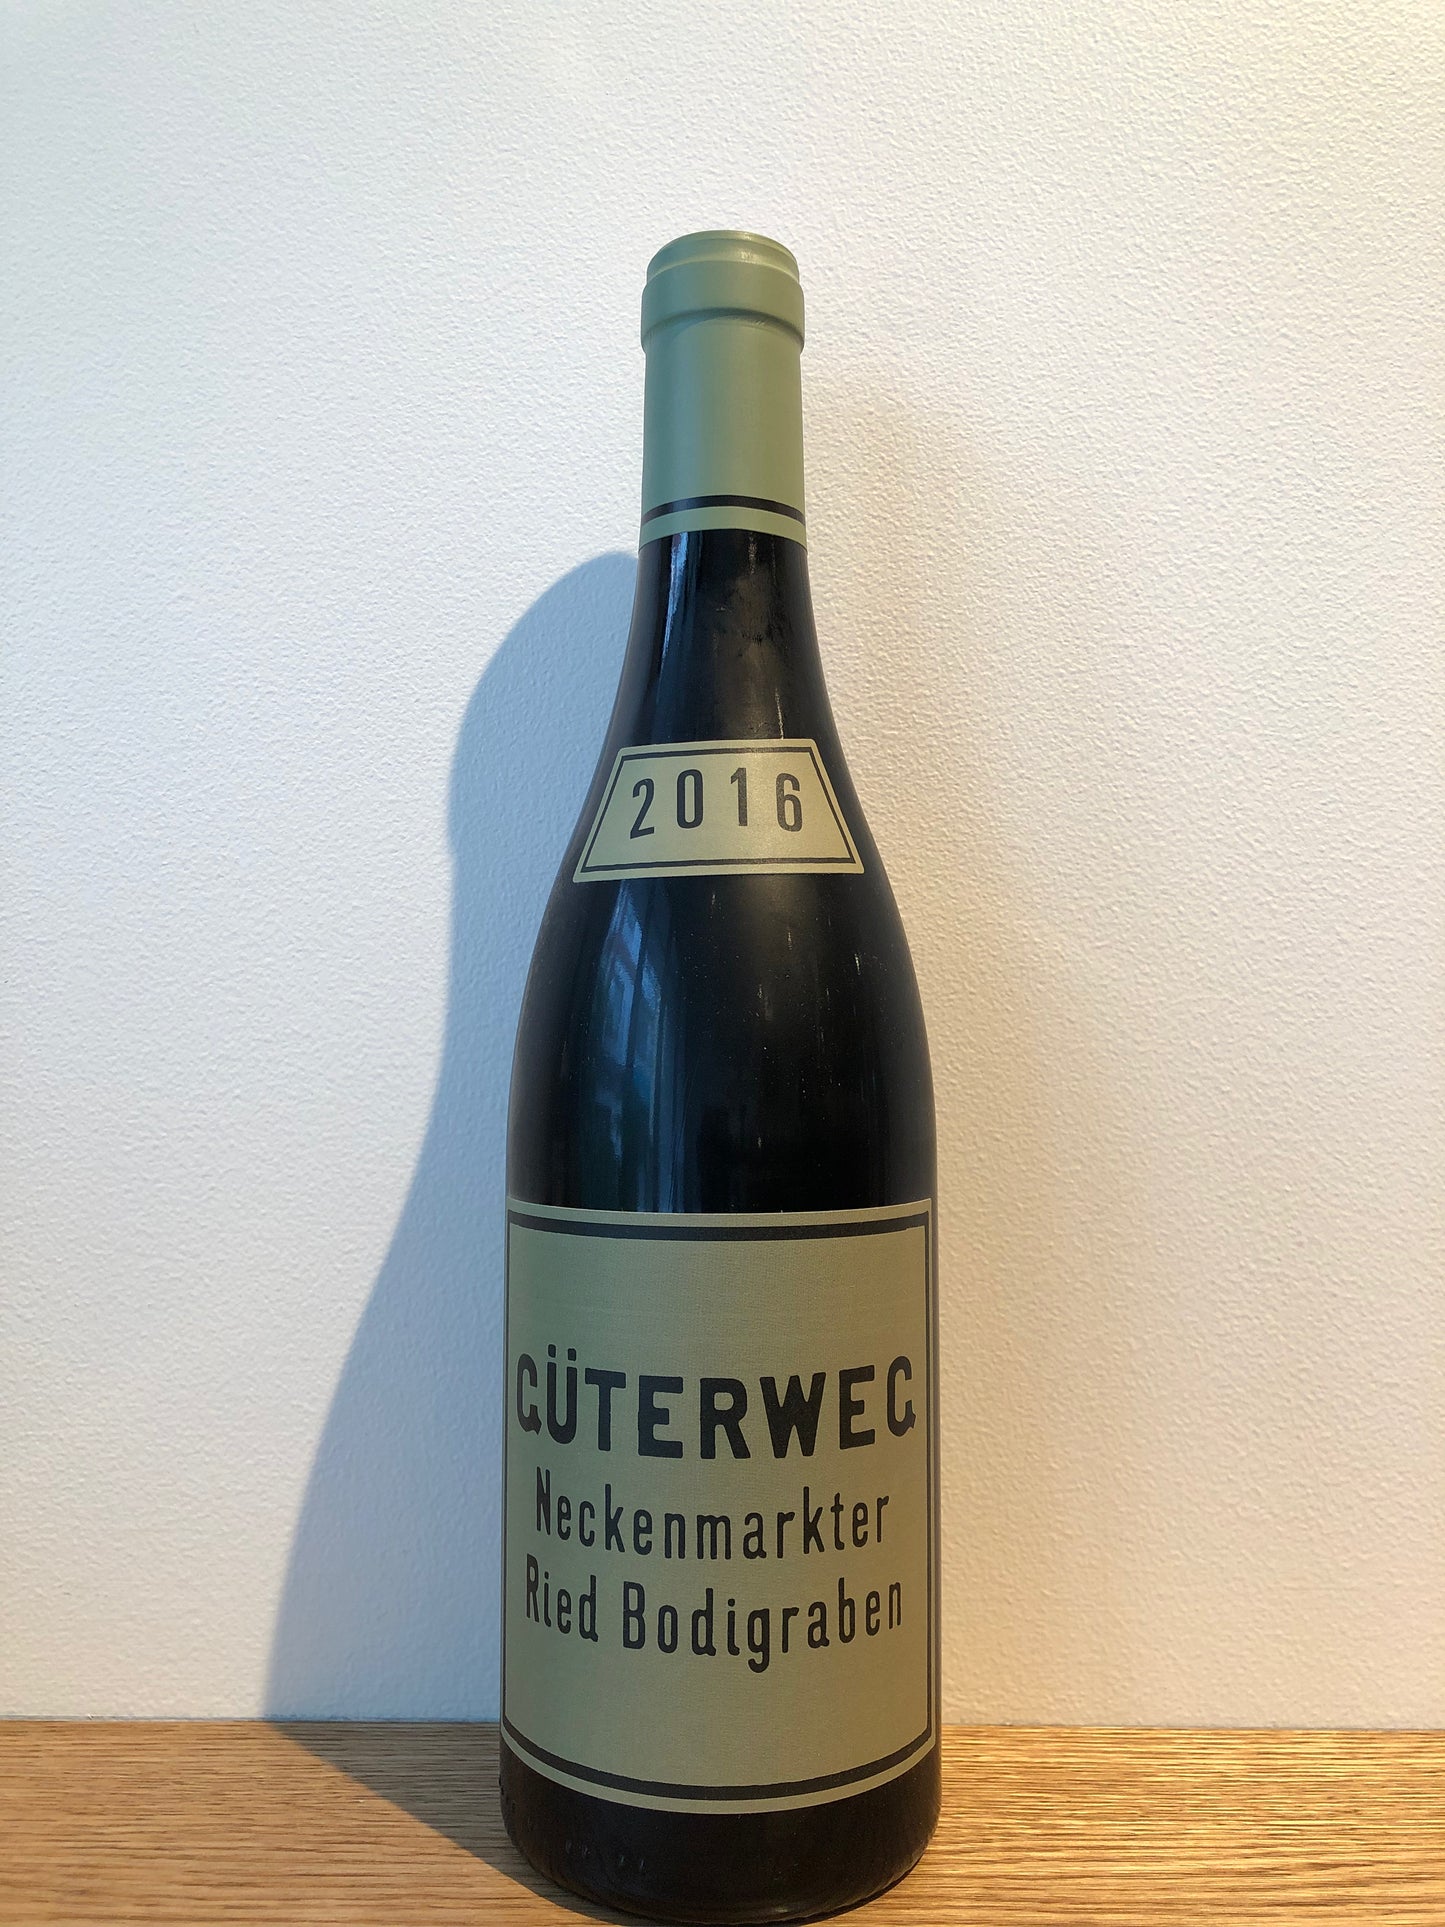 2016
GÜTERWEG
Neckenmarkter
Ried Bodigraben